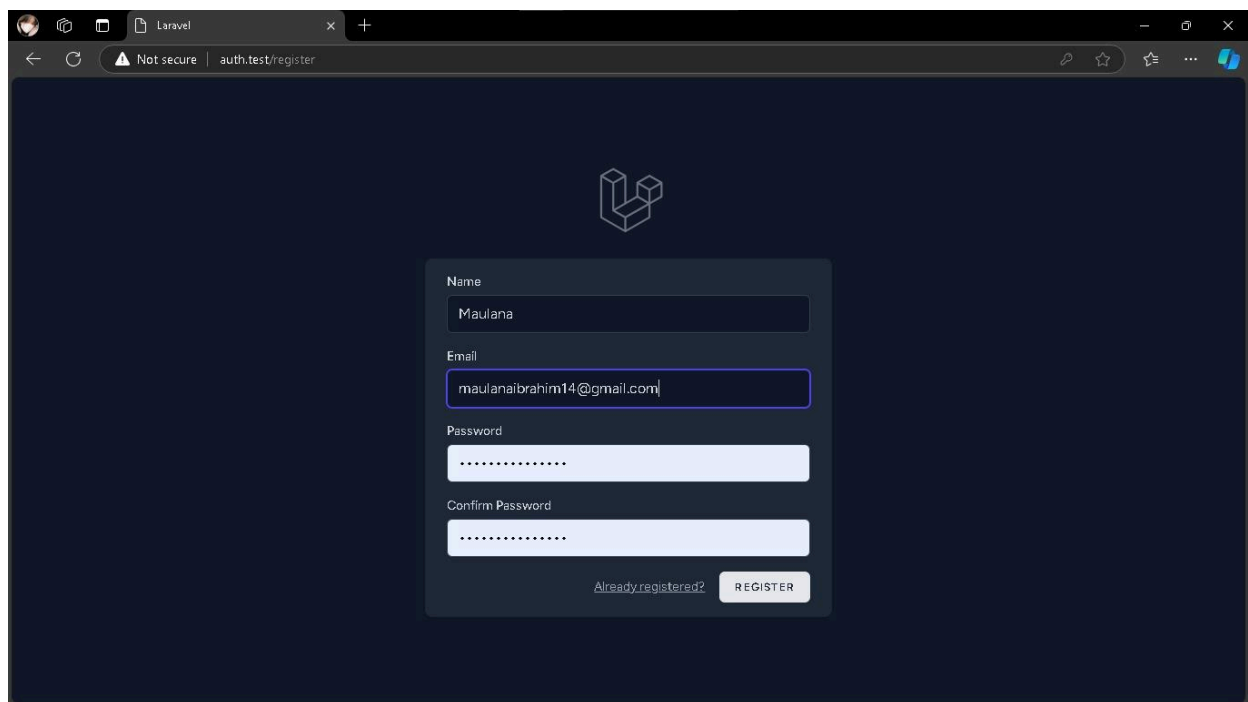 Laravel
Not secure auth.test/register
Name
Maulana
Email
maulanaibrahim14@gmail.com
Password
•••••••••••••••
Confirm Password
•••••••••••••••
Already registered? REGISTER